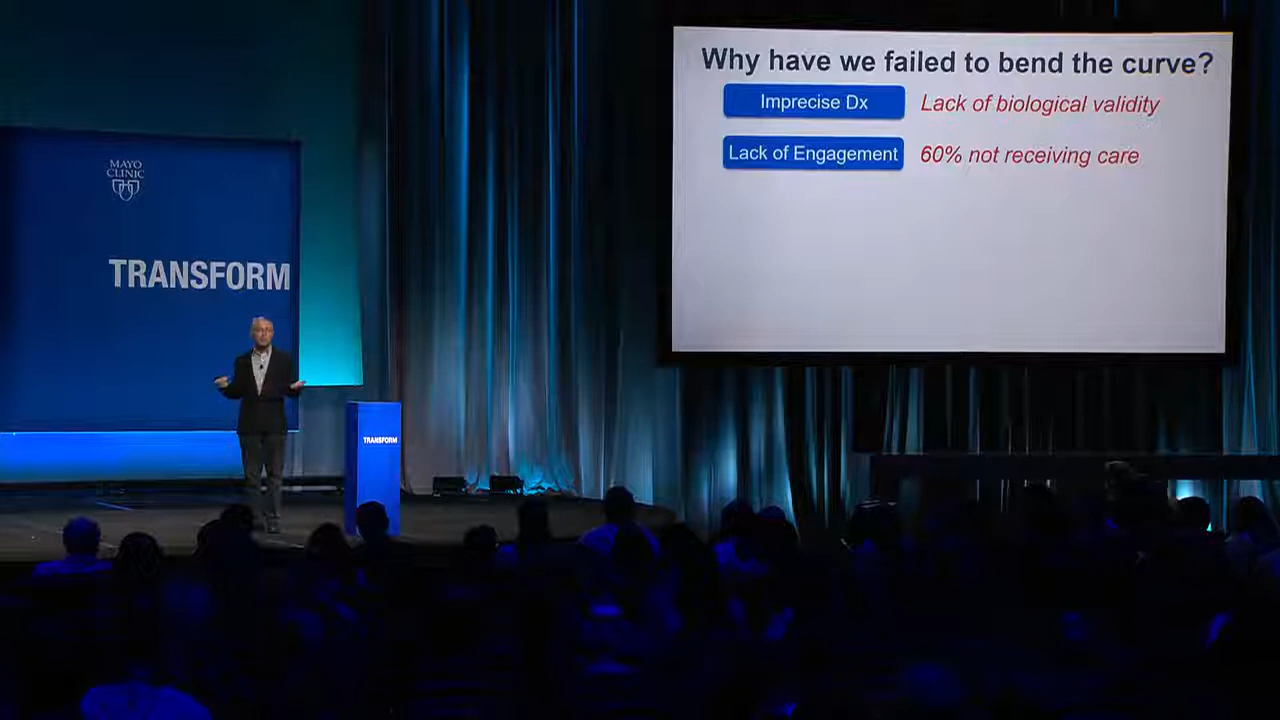 MAYO
CLINIC
TRANSFORM
TRANSFORM
Why have we failed to bend the curve?
Imprecise Dx Lack of biological validity
Lack of Engagement 60% not receiving care